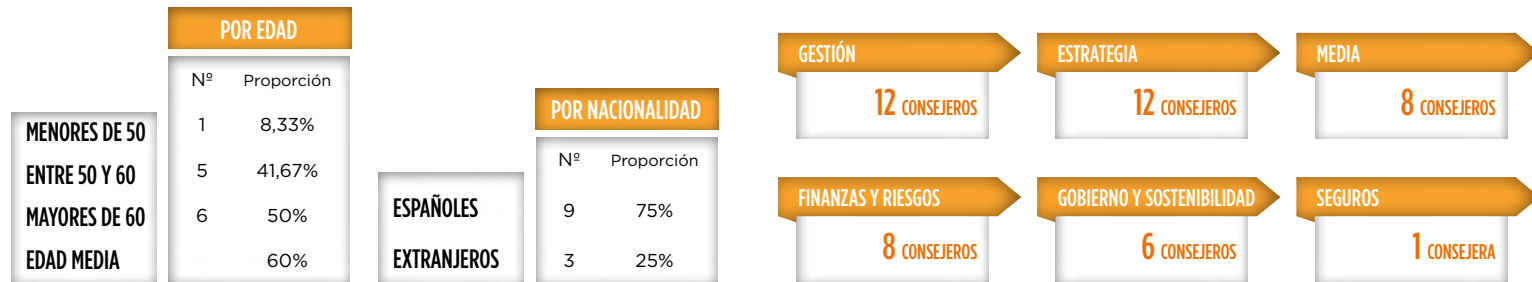 POR EDAD
Nº Proporción
MENORES DE 50 1 8,33%
ENTRE 50 Y 60 5 41,67%
MAYORES DE 60 6 50%
EDAD MEDIA 60%
POR NACIONALIDAD
Nº Proporción
ESPAÑOLES 9 75%
EXTRANJEROS 3 25%
GESTIÓN
12 CONSEJEROS
ESTRATEGIA
12 CONSEJEROS
MEDIA
8 CONSEJEROS
FINANZAS Y RIESGOS
8 CONSEJEROS
GOBIERNO Y SOSTENIBILIDAD
6 CONSEJEROS
SEGUROS
1 CONSEJERA